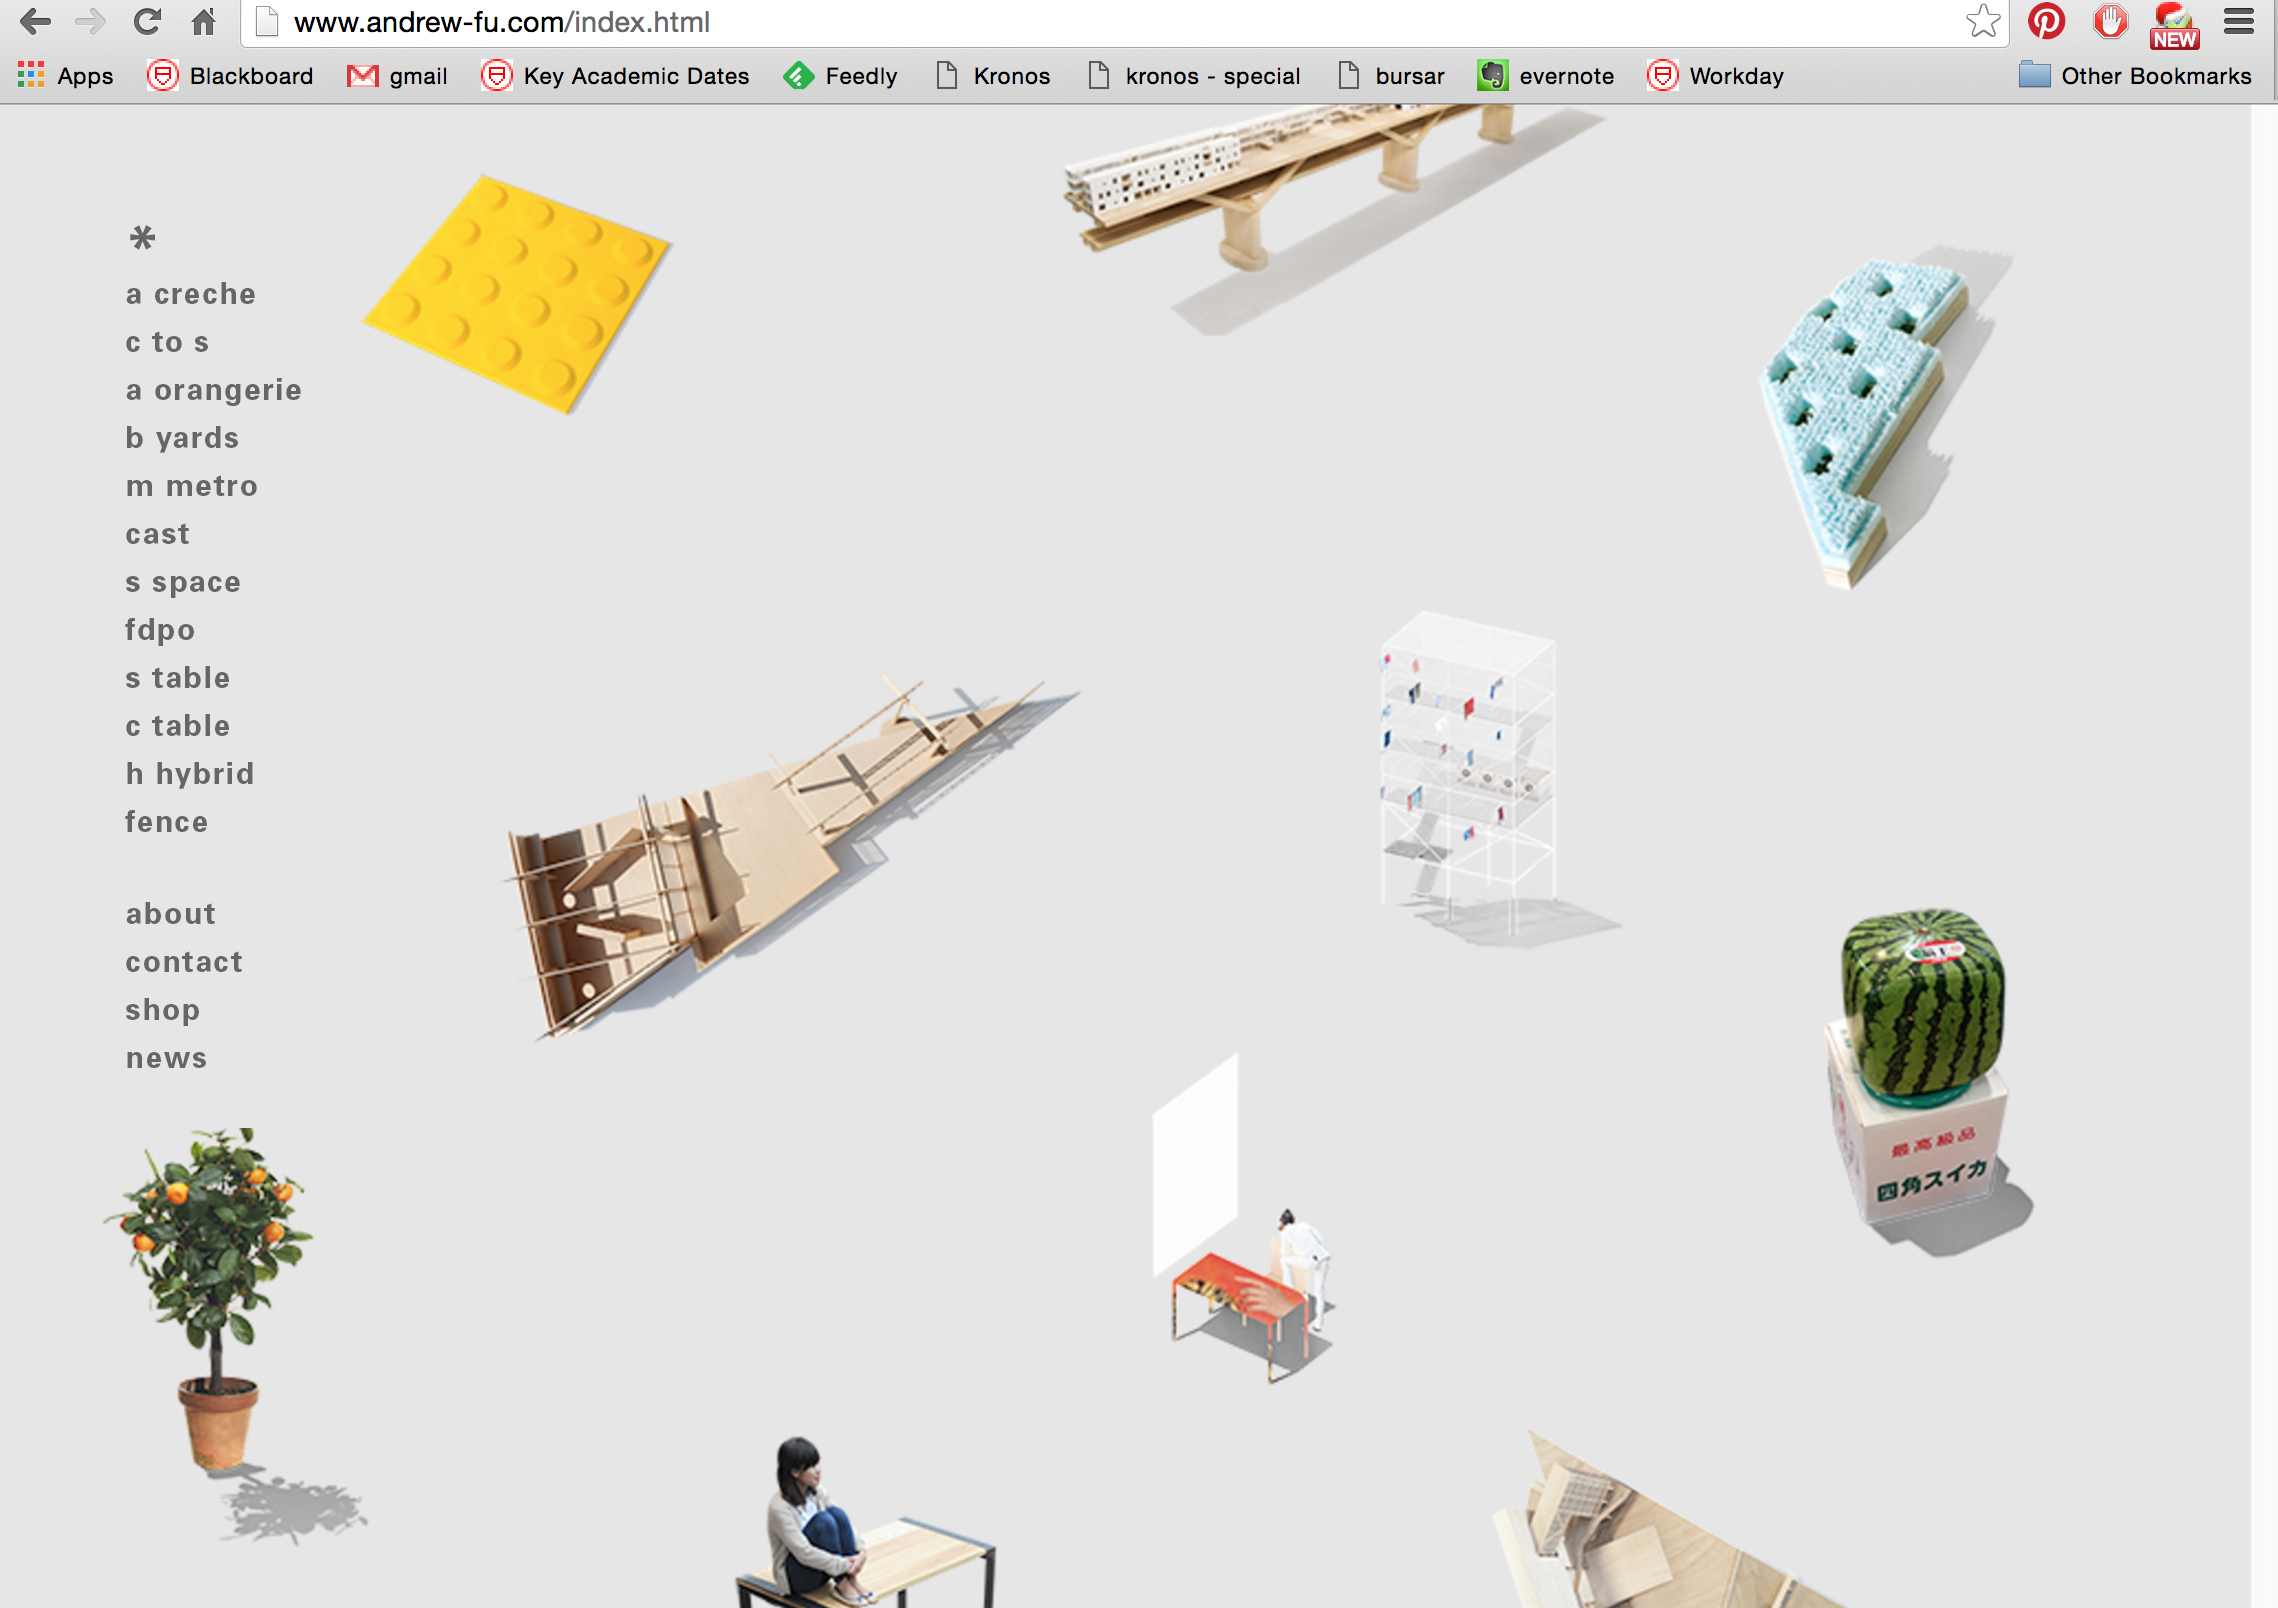 www.andrew-fu.com/index.html
NEW
Apps Blackboard gmail Key Academic Dates Feedly Kronos kronos - special bursar evernote Workday Other Bookmarks
*
a creche
c to s
a orangerie
b yards
m metro
cast
s space
fdpo
s table
c table
h hybrid
fence
about
contact
shop
news
最高級品
四角スイカ